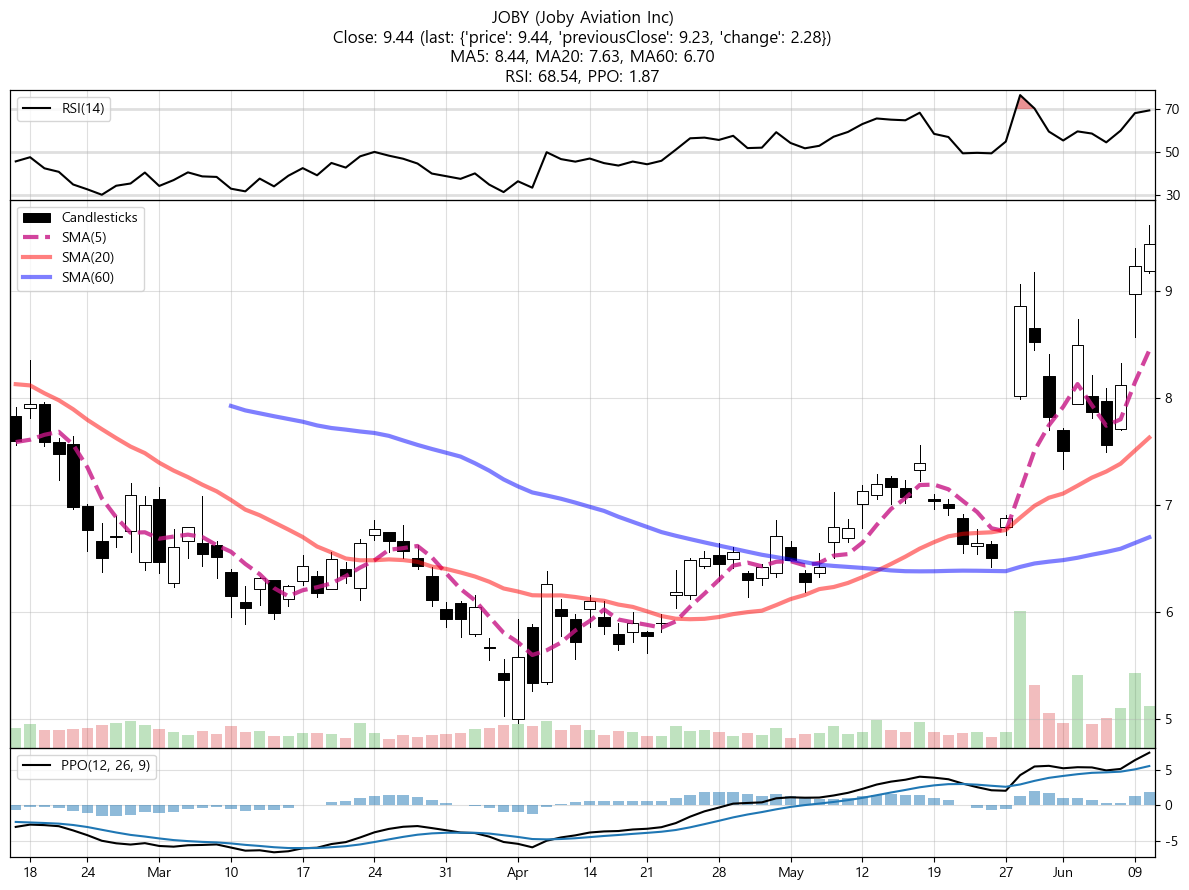 JOBY (Joby Aviation Inc)
Close: 9.44 (last: {'price': 9.44, 'previousClose': 9.23, 'change': 2.28})
MA5: 8.44, MA20: 7.63, MA60: 6.70
RSI: 68.54, PPO: 1.87
RSI(14)
70
50
30
Candlesticks
SMA(5)
SMA(20)
SMA(60)
9
8
7
6
5
PPO(12, 26, 9)
5
0
-5
18 24 Mar 10 17 24 31 Apr 14 21 28 May 12 19 27 Jun 09